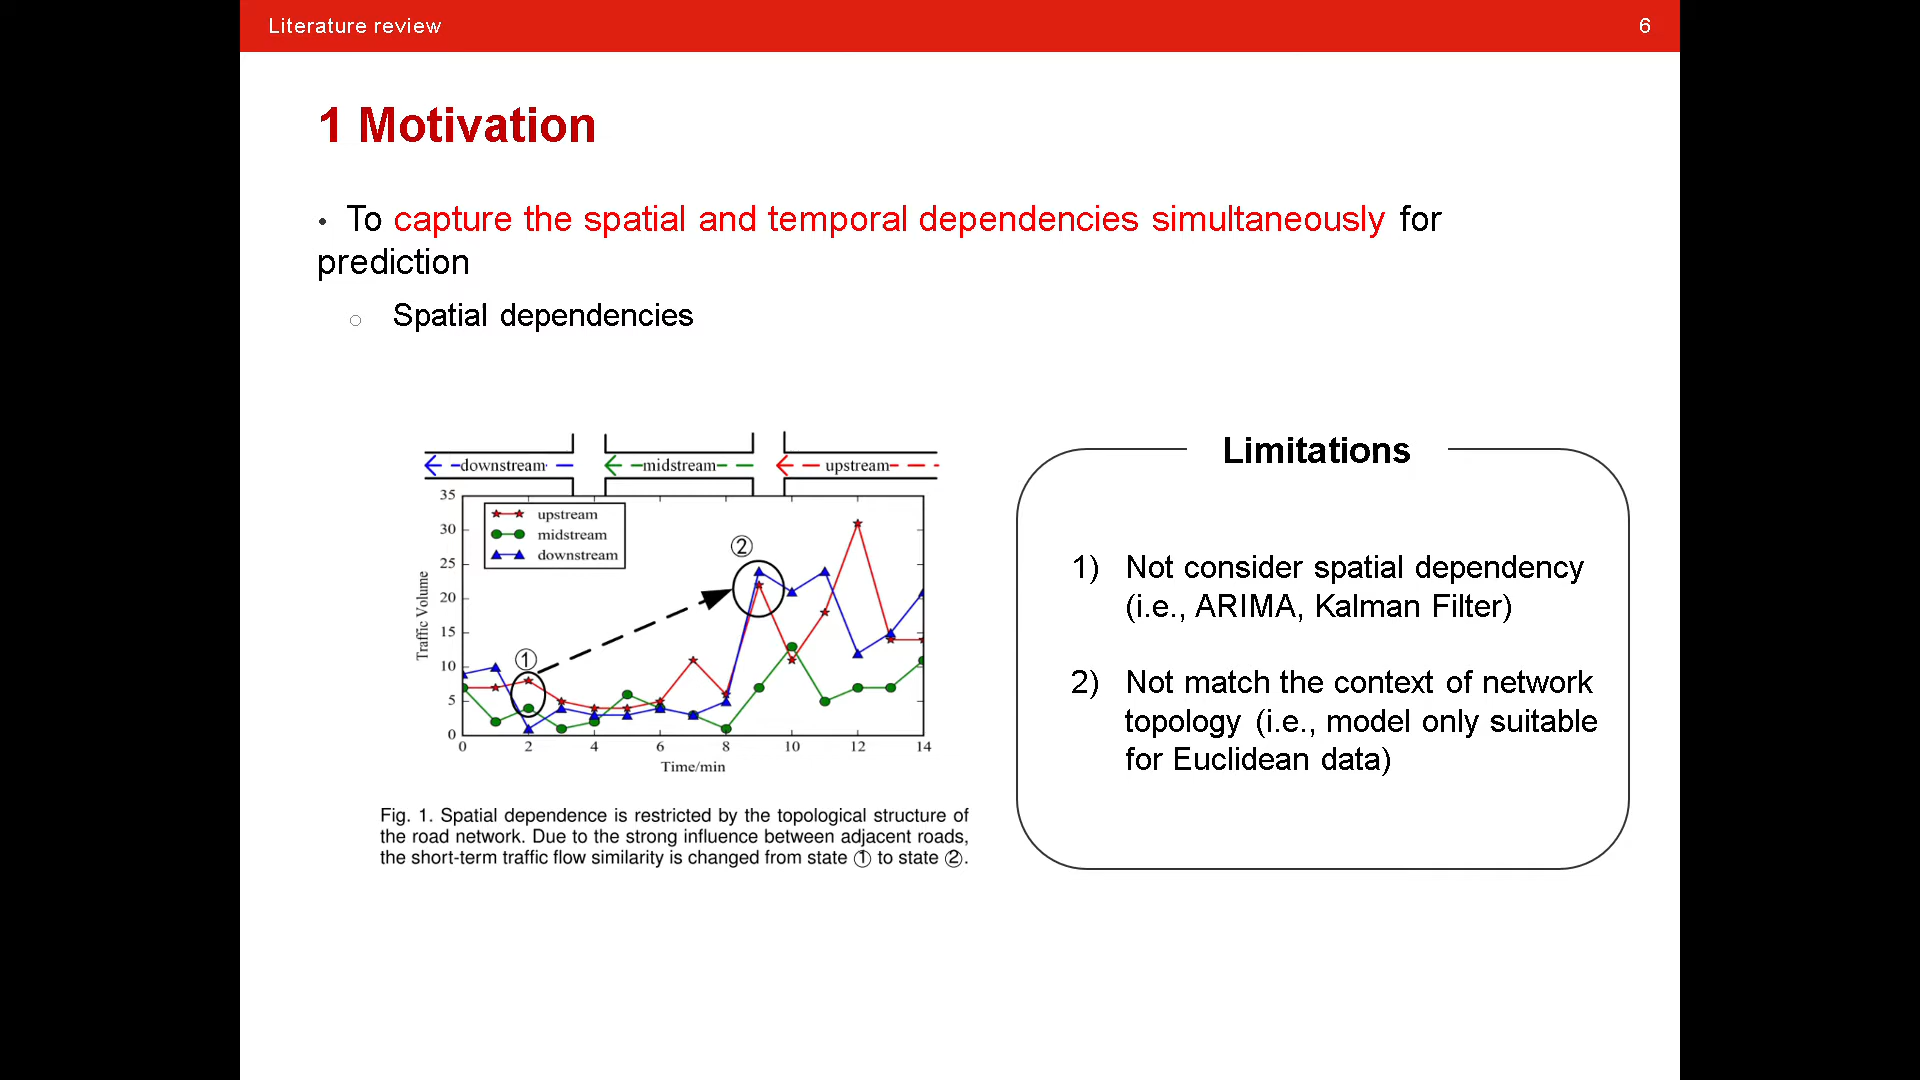 Literature review 6
1 Motivation
• To capture the spatial and temporal dependencies simultaneously for
prediction
○ Spatial dependencies
downstream midstream upstream
35
30
25
20
15
10
5
0
Traffic Volume
upstream
midstream
downstream
①
②
0 2 4 6 8 10 12 14
Time/min
Fig. 1. Spatial dependence is restricted by the topological structure of
the road network. Due to the strong influence between adjacent roads,
the short-term traffic flow similarity is changed from state ① to state ②.
Limitations
1) Not consider spatial dependency
(i.e., ARIMA, Kalman Filter)
2) Not match the context of network
topology (i.e., model only suitable
for Euclidean data)